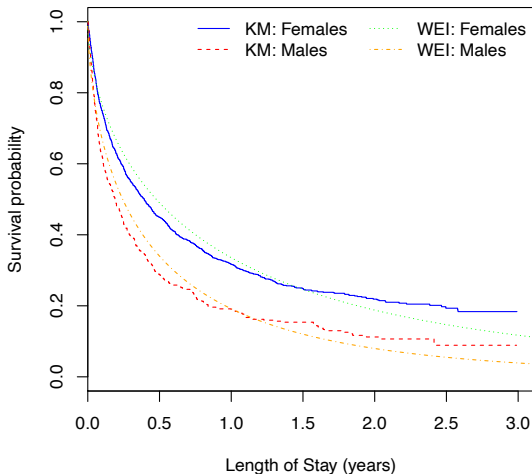 KM: Females WEI: Females
KM: Males WEI: Males
Survival probability
1.0
0.8
0.6
0.4
0.2
0.0
0.0 0.5 1.0 1.5 2.0 2.5 3.0
Length of Stay (years)